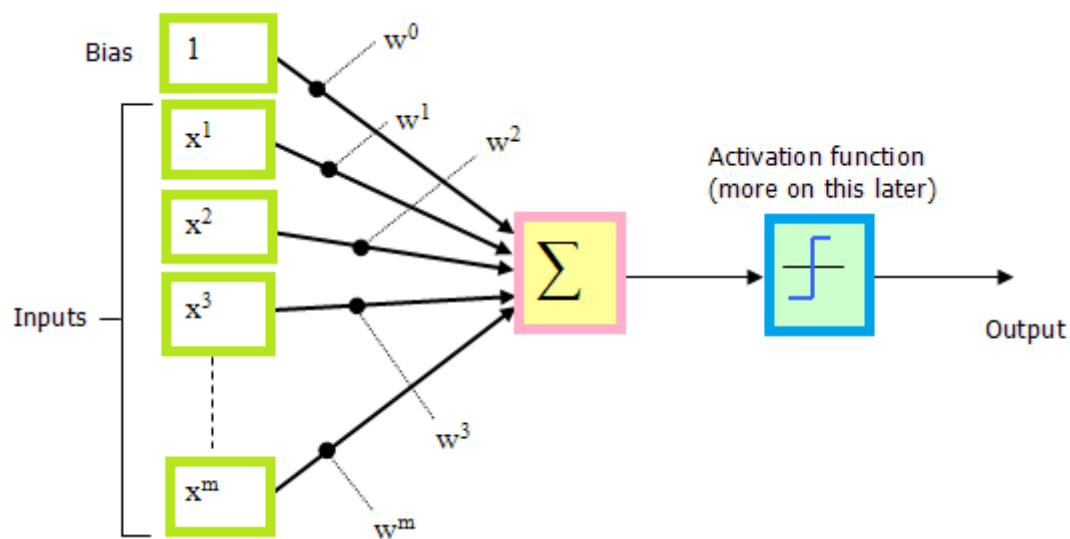 Bias
1
w⁰
x¹
w¹
w²
x²
Activation function
(more on this later)
∑
x³
Inputs
Output
w³
xᵐ
wᵐ